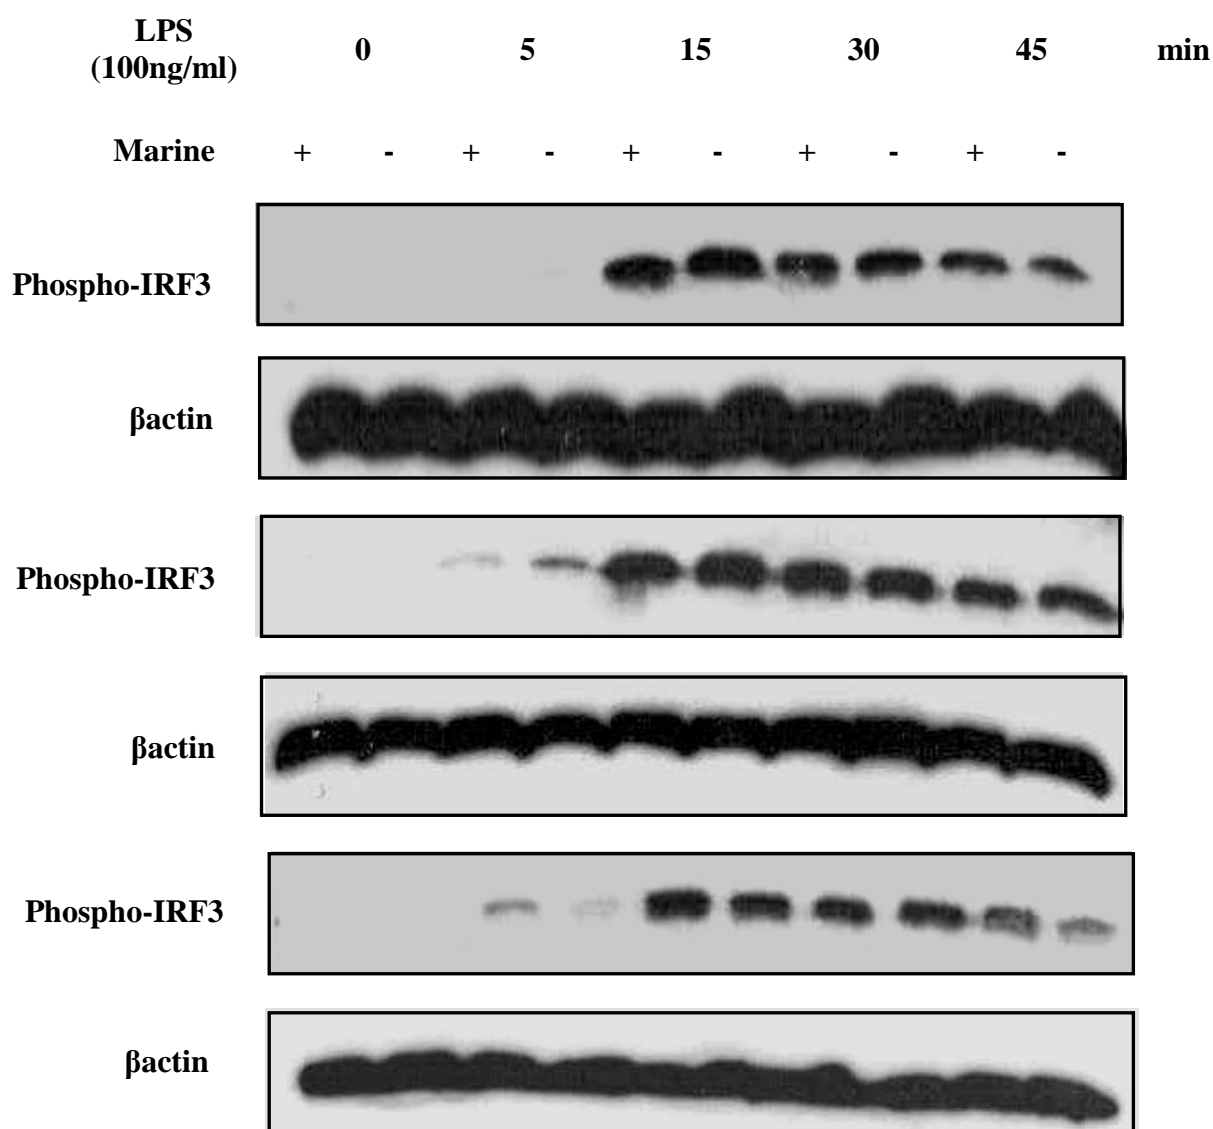 LPS
(100ng/ml) 0 5 15 30 45 min
Marine + - + - + - + - + -
Phospho-IRF3
βactin
Phospho-IRF3
βactin
Phospho-IRF3
βactin